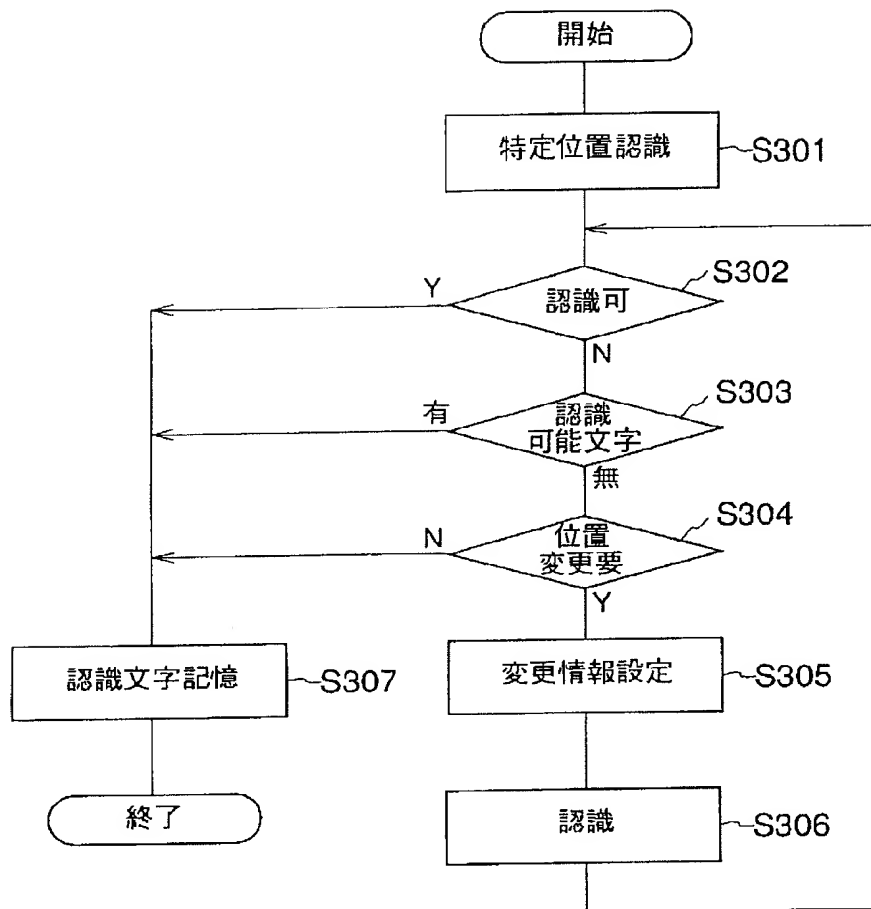 開始
特定位置認識
S301
S302
Y
認識可
N
S303
有
認識
可能文字
無
S304
N
位置
変更要
Y
認識文字記憶
S307
変更情報設定
S305
終了
認識
S306